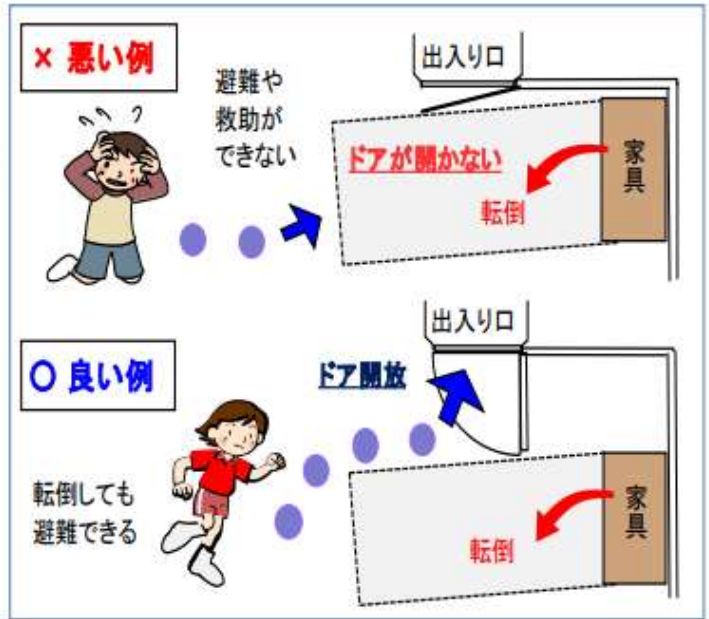 × 悪い例
避難や
救助が
できない
出入り口
ドアが開かない
転倒
家具
出入り口
○ 良い例
ドア開放
転倒しても
避難できる
転倒
家具